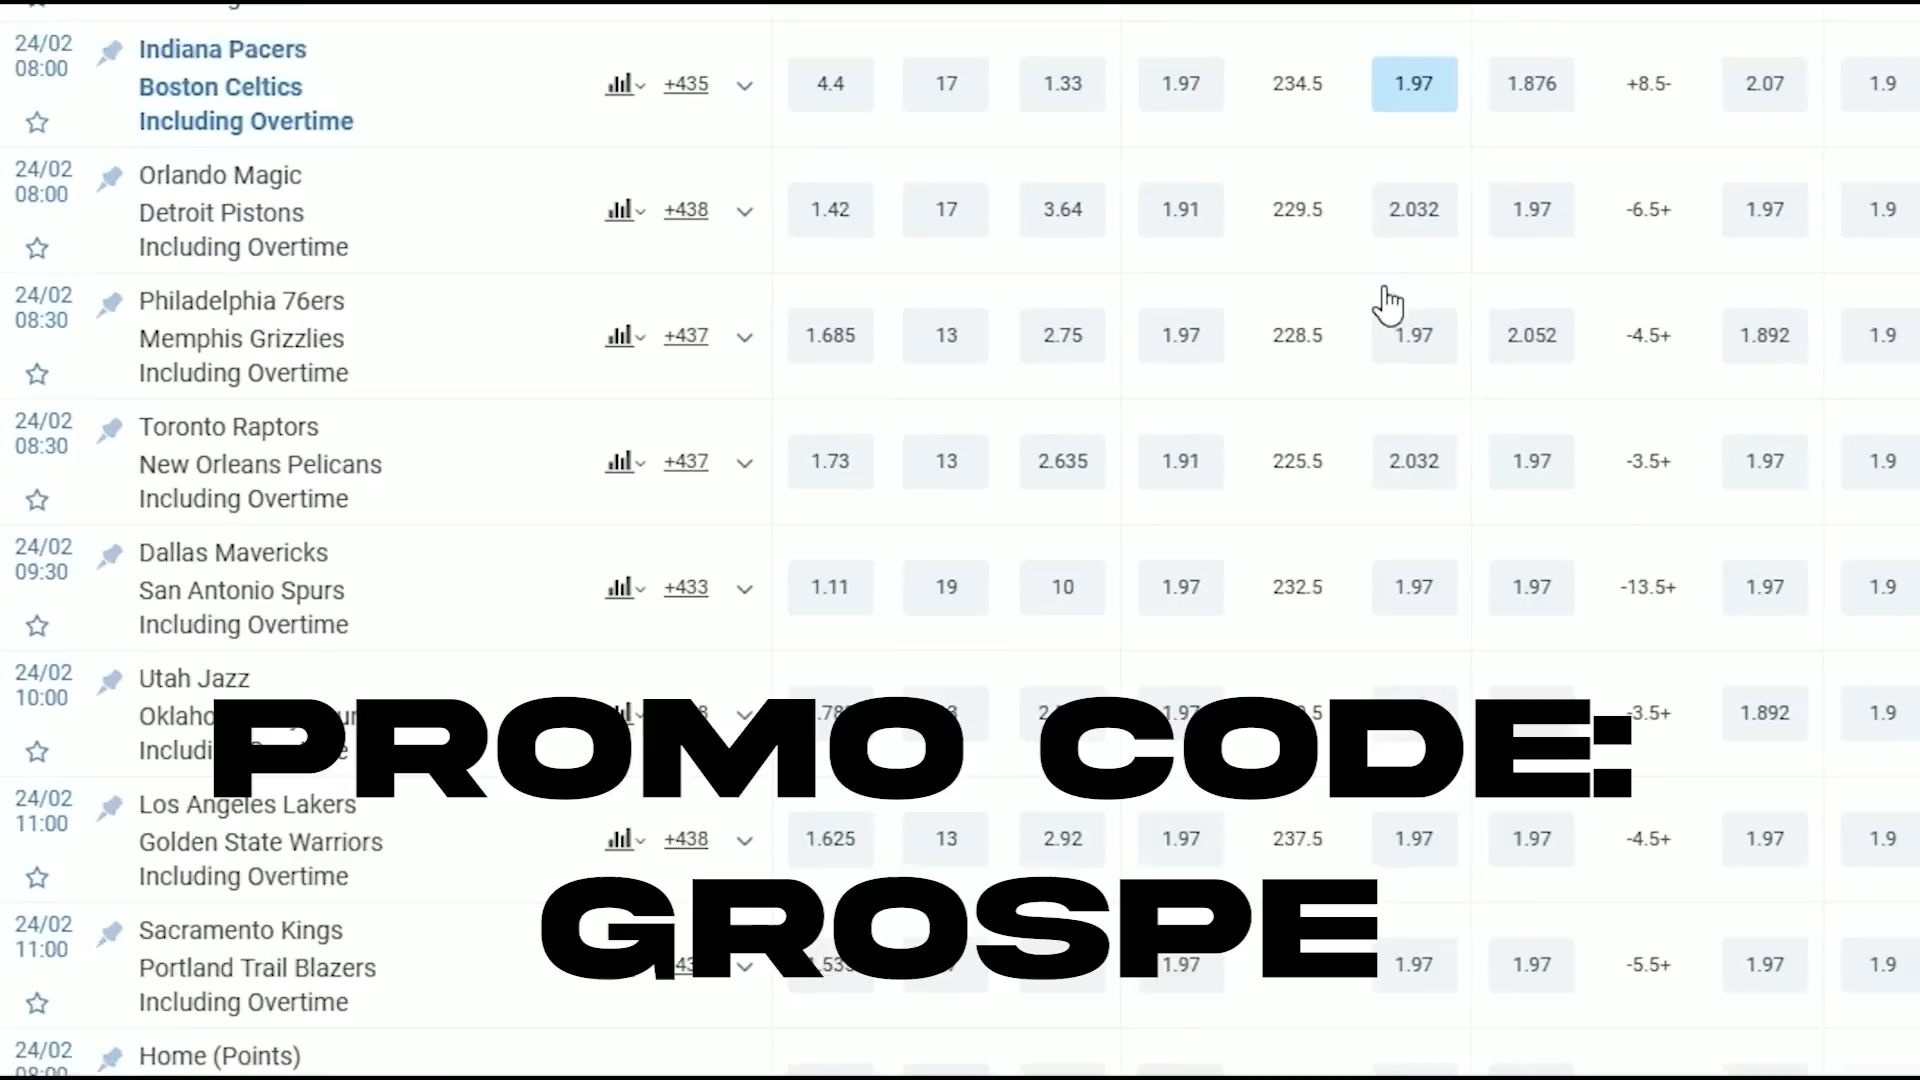 24/02
08:00
Indiana Pacers
Boston Celtics
Including Overtime
+435 4.4 17 1.33 1.97 234.5 1.97 1.876 +8.5- 2.07 1.9
24/02
08:00
Orlando Magic
Detroit Pistons
Including Overtime
+438 1.42 17 3.64 1.91 229.5 2.032 1.97 -6.5+ 1.97 1.9
24/02
08:30
Philadelphia 76ers
Memphis Grizzlies
Including Overtime
+437 1.685 13 2.75 1.97 228.5 1.97 2.052 -4.5+ 1.892 1.9
24/02
08:30
Toronto Raptors
New Orleans Pelicans
Including Overtime
+437 1.73 13 2.635 1.91 225.5 2.032 1.97 -3.5+ 1.97 1.9
24/02
09:30
Dallas Mavericks
San Antonio Spurs
Including Overtime
+433 1.11 19 10 1.97 232.5 1.97 1.97 -13.5+ 1.97 1.9
24/02
10:00
Utah Jazz
-3.5+ 1.892 1.9
PROMO CODE:
24/02
11:00
Los Angeles Lakers
Golden State Warriors
Including Overtime
+438 1.625 13 2.92 1.97 237.5 1.97 1.97 -4.5+ 1.97 1.9
GROSPE
24/02
11:00
Sacramento Kings
Portland Trail Blazers
Including Overtime
1.97 1.97 1.97 -5.5+ 1.97 1.9
24/02
08:00
Home (Points)